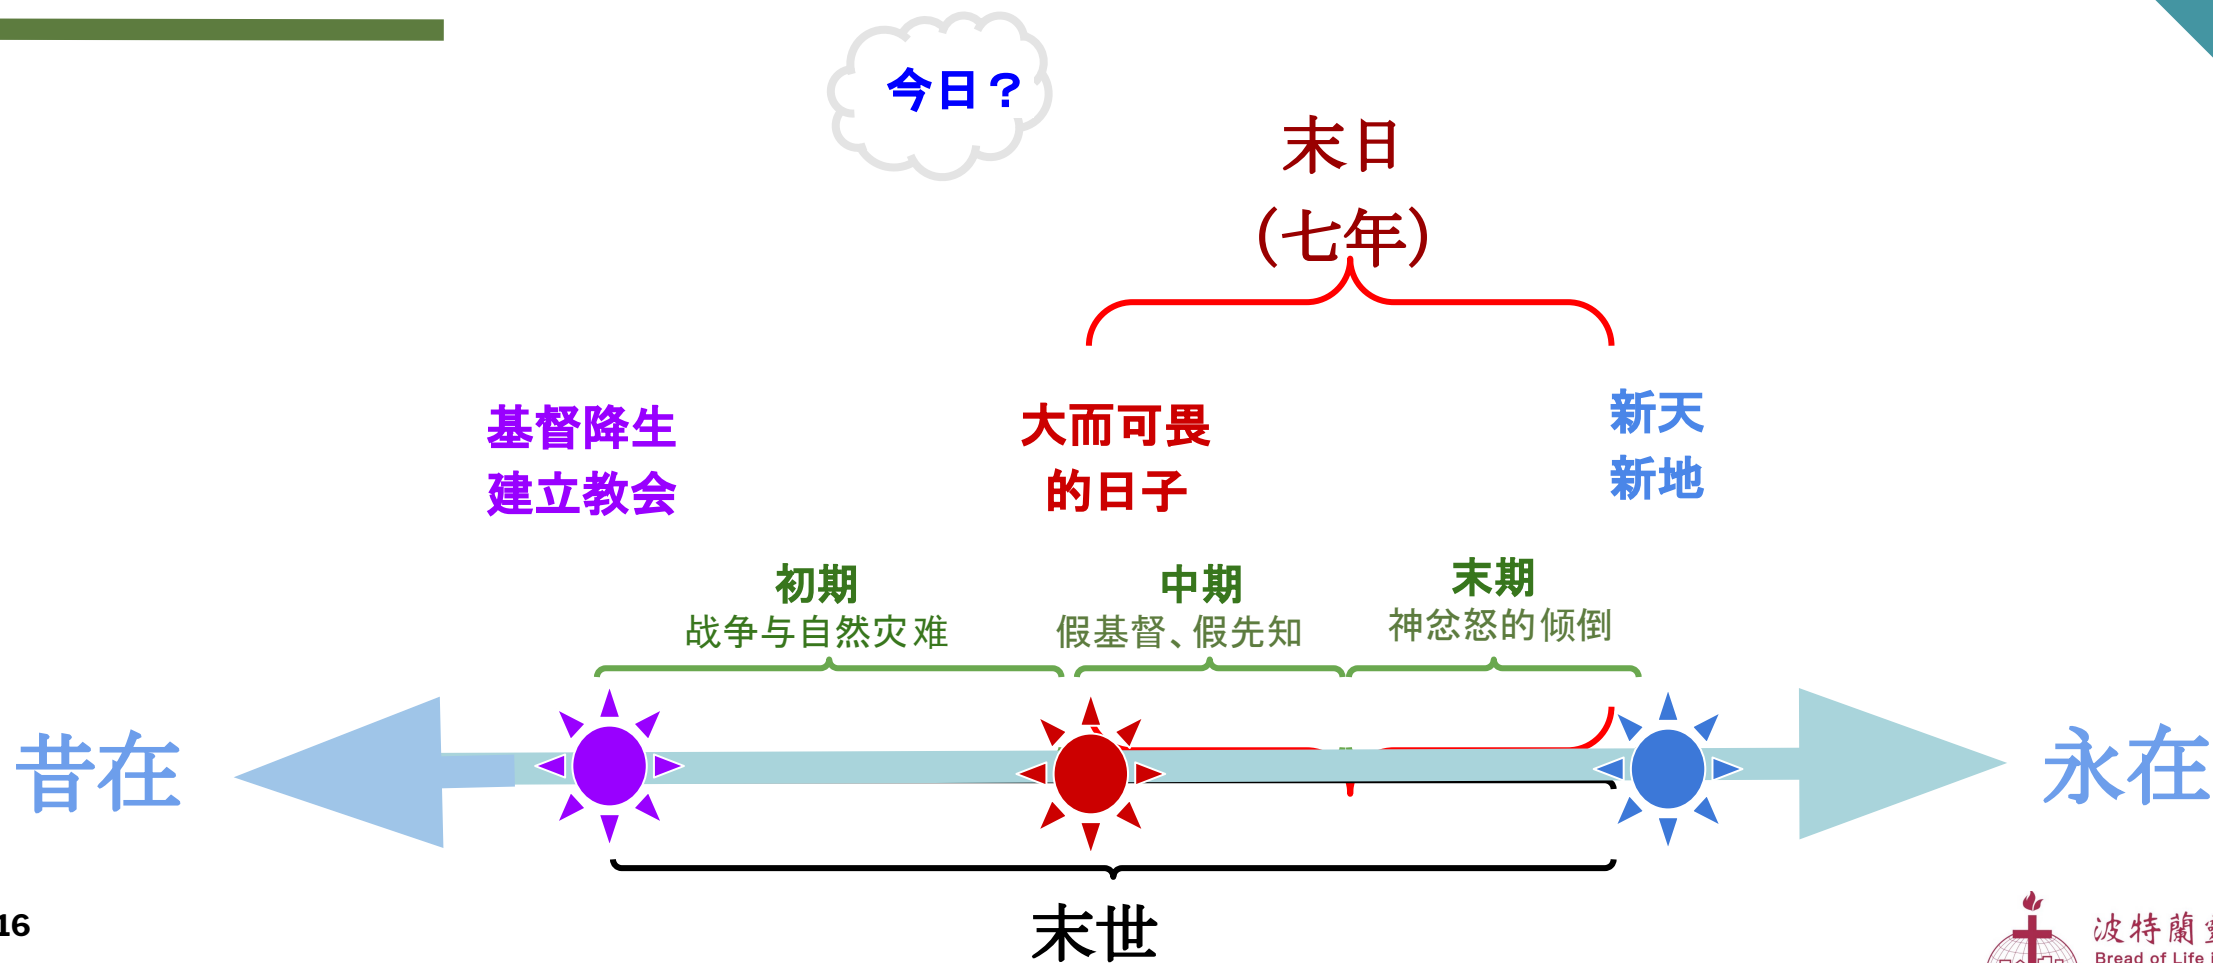 今日？
末日
(七年)
基督降生
建立教会
大而可畏
的日子
新天
新地
初期
战争与自然灾难
中期
假基督、假先知
末期
神忿怒的倾倒
昔在
永在
末世
16
波特蘭
Bread of Life